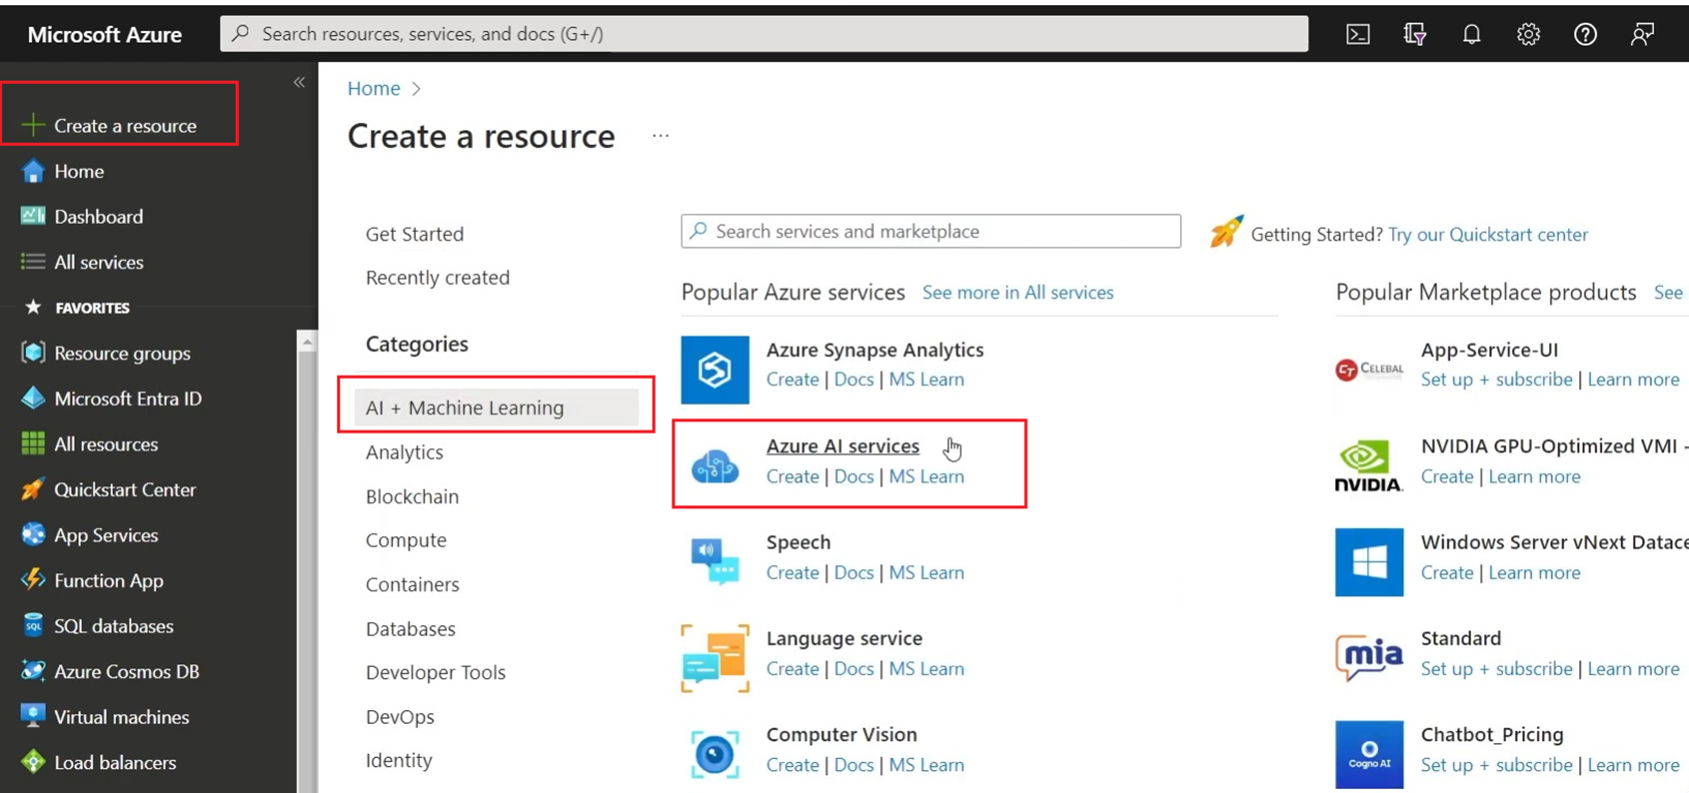 Microsoft Azure
Search resources, services, and docs (G+/)
«
Create a resource
Home
Dashboard
All services
FAVORITES
Resource groups
Microsoft Entra ID
All resources
Quickstart Center
App Services
Function App
SQL
SQL databases
Azure Cosmos DB
Virtual machines
Load balancers
Home >
Create a resource ...
Get Started
Recently created
Categories
AI + Machine Learning
Analytics
Blockchain
Compute
Containers
Databases
Developer Tools
DevOps
Identity
Search services and marketplace
Getting Started? Try our Quickstart center
Popular Azure services See more in All services
Azure Synapse Analytics
Create | Docs | MS Learn
Azure AI services
Create | Docs | MS Learn
Speech
Create | Docs | MS Learn
Language service
Create | Docs | MS Learn
Computer Vision
Create | Docs | MS Learn
Popular Marketplace products See
CT CELEBAL
App-Service-UI
Set up + subscribe | Learn more
NVIDIA.
NVIDIA GPU-Optimized VMI -
Create | Learn more
Windows Server vNext Datace
Create | Learn more
mia
Standard
Set up + subscribe | Learn more
Cogno AI
Chatbot_Pricing
Set up + subscribe | Learn more